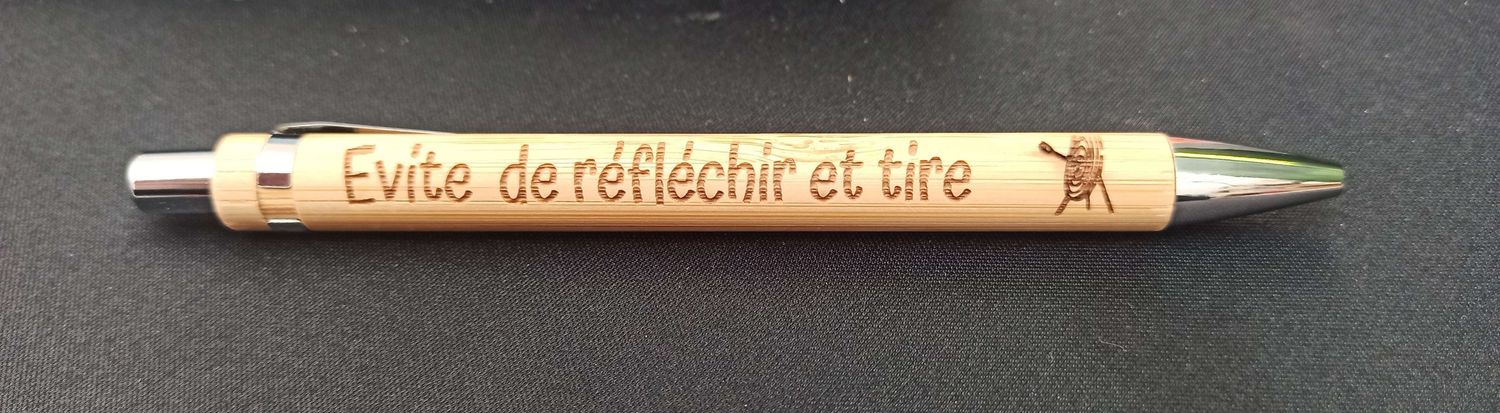 Evite de réfléchir et tire